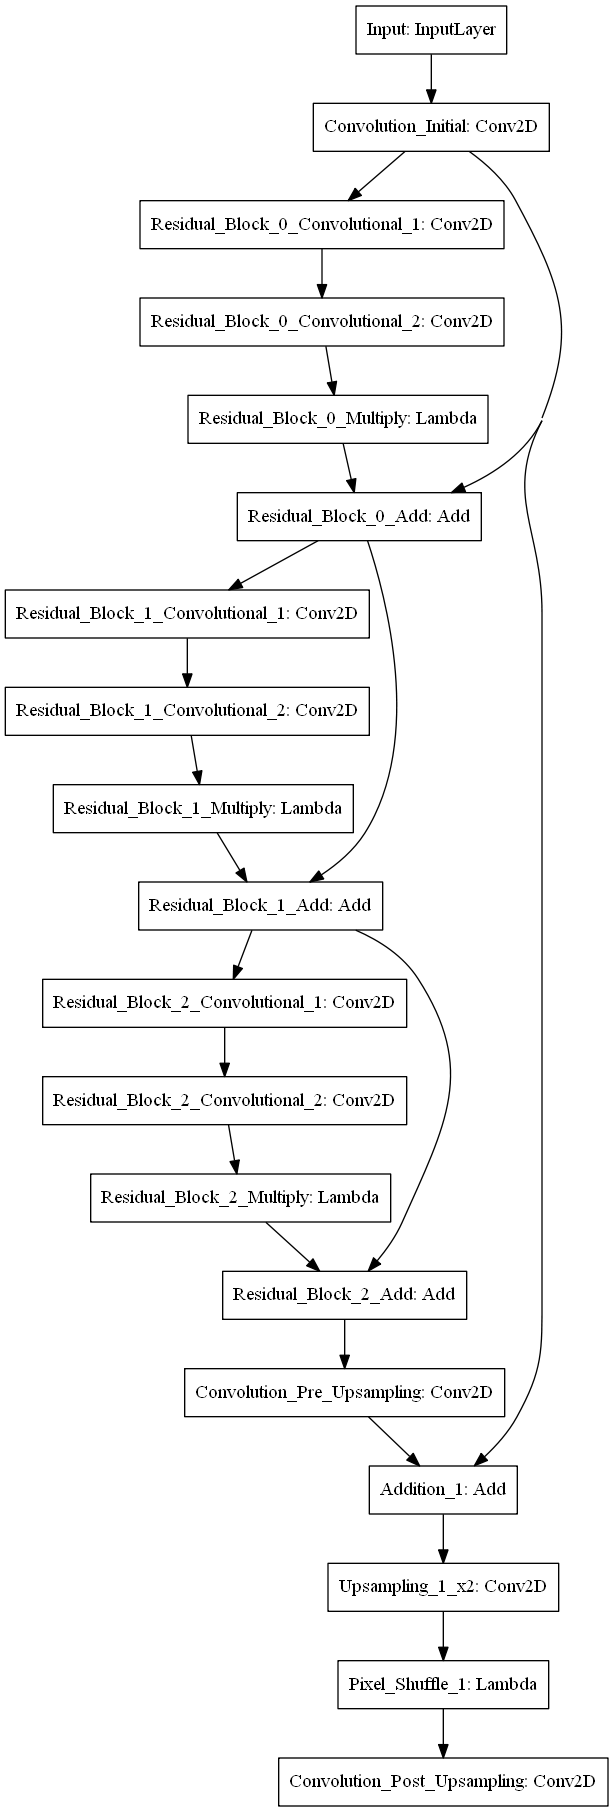 Input: InputLayer
Convolution_Initial: Conv2D
Residual_Block_0_Convolutional_1: Conv2D
Residual_Block_0_Convolutional_2: Conv2D
Residual_Block_0_Multiply: Lambda
Residual_Block_0_Add: Add
Residual_Block_1_Convolutional_1: Conv2D
Residual_Block_1_Convolutional_2: Conv2D
Residual_Block_1_Multiply: Lambda
Residual_Block_1_Add: Add
Residual_Block_2_Convolutional_1: Conv2D
Residual_Block_2_Convolutional_2: Conv2D
Residual_Block_2_Multiply: Lambda
Residual_Block_2_Add: Add
Convolution_Pre_Upsampling: Conv2D
Addition_1: Add
Upsampling_1_x2: Conv2D
Pixel_Shuffle_1: Lambda
Convolution_Post_Upsampling: Conv2D